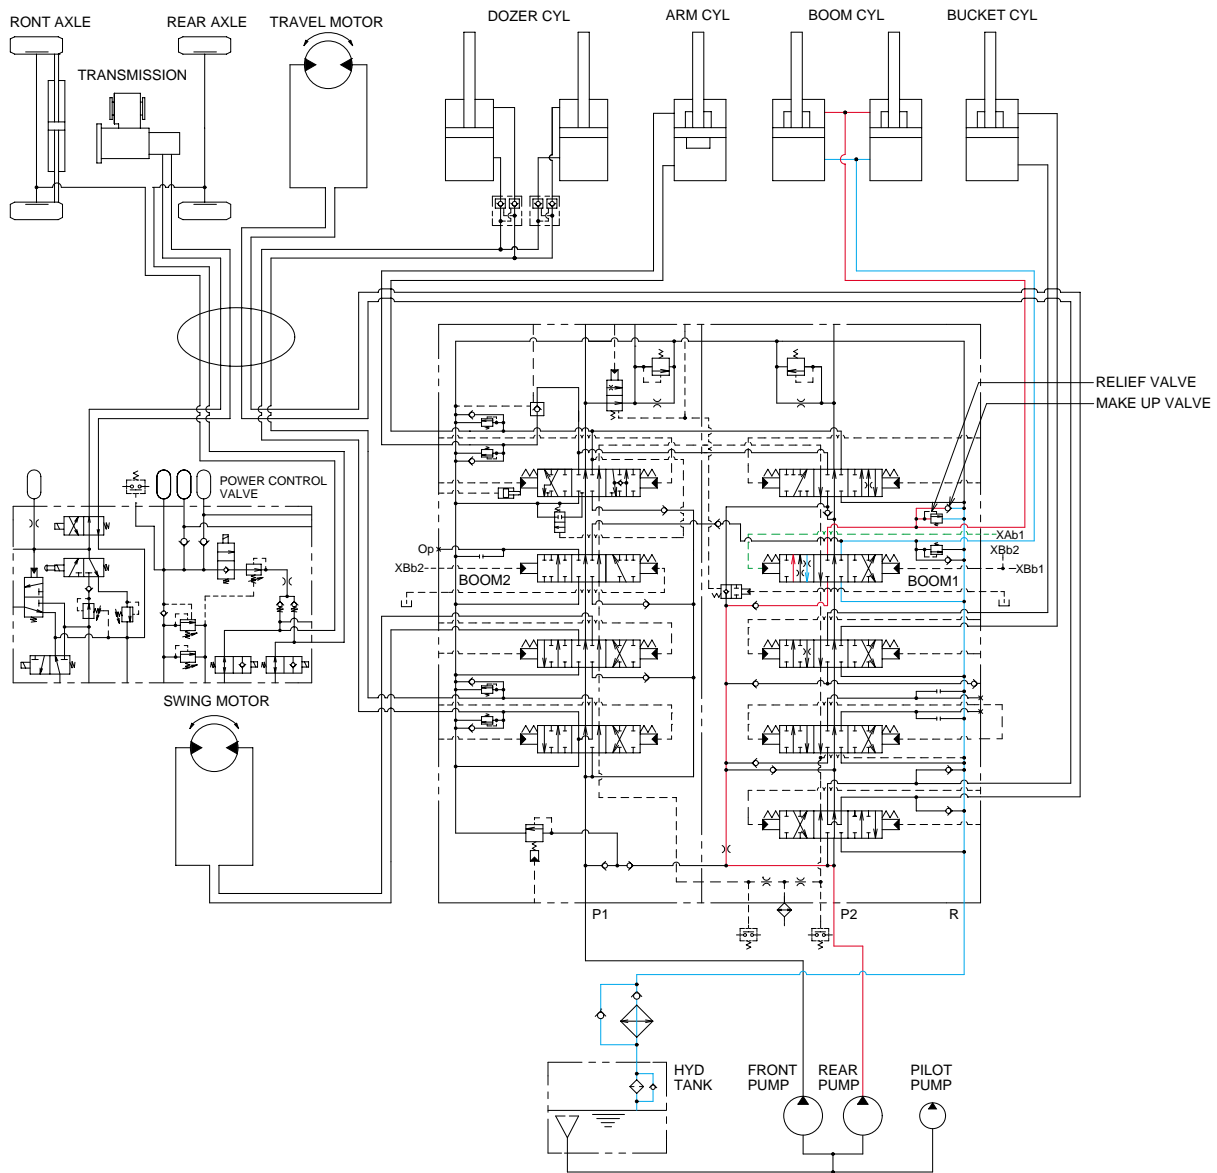 RONT AXLE
REAR AXLE
TRAVEL MOTOR
DOZER CYL
ARM CYL
BOOM CYL
BUCKET CYL
TRANSMISSION
RELIEF VALVE
MAKE UP VALVE
POWER CONTROL
VALVE
XAb1
Op
XBb2
XBb2
BOOM2
BOOM1
XBb1
SWING MOTOR
P1
P2
R
HYD
TANK
FRONT
PUMP
REAR
PUMP
PILOT
PUMP